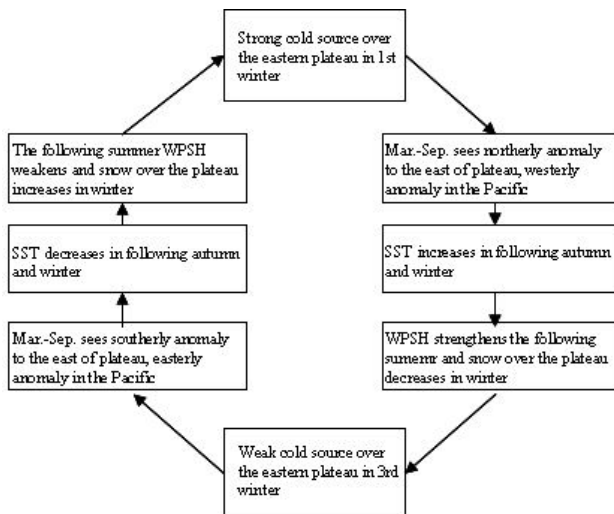 Strong cold source over
the eastern plateau in 1st
winter
The following summer WPSH
weakens and snow over the plateau
increases in winter
Mar.-Sep. sees northerly anomaly
to the east of plateau, westerly
anomaly in the Pacific
SST decreases in following autumn
and winter
SST increases in following autumn
and winter
Mar.-Sep. sees southerly anomaly
to the east of plateau, easterly
anomaly in the Pacific
WPSH strengthens the following
sumemr and snow over the plateau
decreases in winter
Weak cold source over
the eastern plateau in 3rd
winter